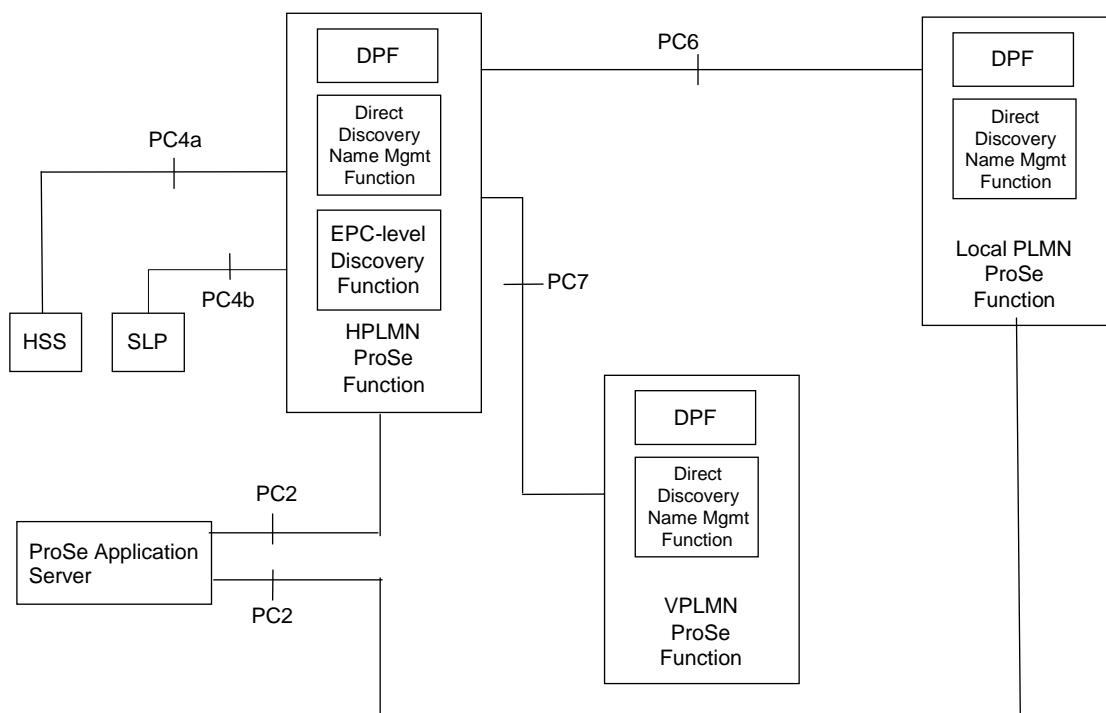 DPF
Direct
Discovery
Name Mgmt
Function
EPC-level
Discovery
Function
HPLMN
ProSe
Function
PC6
DPF
Direct
Discovery
Name Mgmt
Function
Local PLMN
ProSe
Function
PC4a
PC4b
HSS
SLP
PC7
DPF
Direct
Discovery
Name Mgmt
Function
VPLMN
ProSe
Function
PC2
ProSe Application
Server
PC2